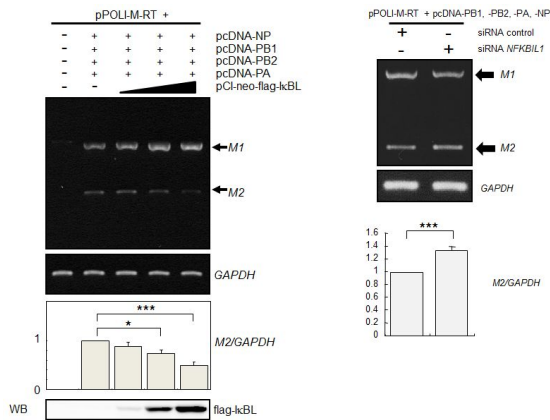 pPOLI-M-RT +
- + + + + pcDNA-NP
- + + + + pcDNA-PB1
- + + + + pcDNA-PB2
- + + + + pcDNA-PA
- - pCI-neo-flag-IκBL
M1
M2
GAPDH
***
*
1
0
M2/GAPDH
WB flag-IκBL
pPOLI-M-RT + pcDNA-PB1, -PB2, -PA, -NP
+ - siRNA control
- + siRNA NFKBIL1
M1
M2
GAPDH
***
1.6
1.4
1.2
1
0.8
0.6
0.4
0.2
0
M2/GAPDH